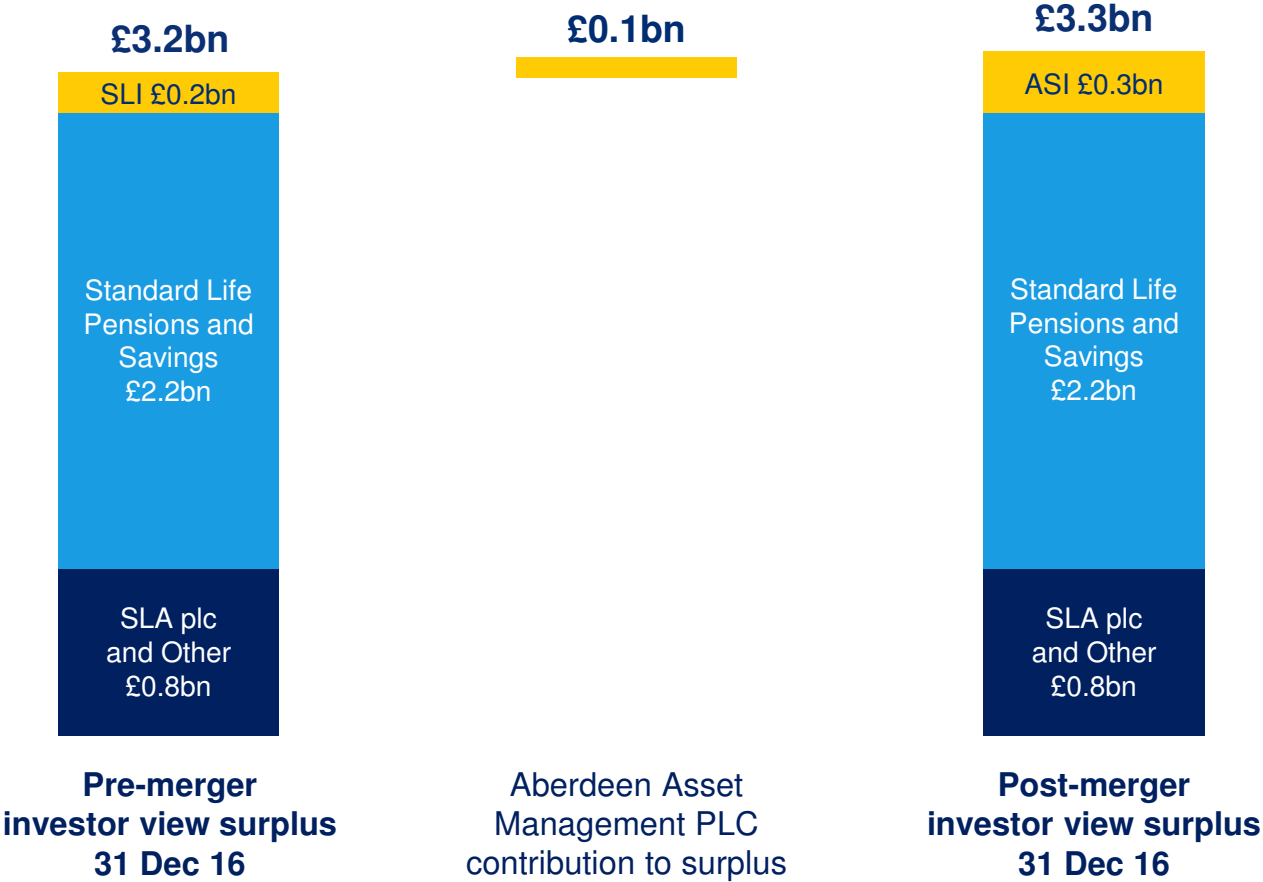 £3.2bn
SLI £0.2bn
Standard Life
Pensions and
Savings
£2.2bn
SLA plc
and Other
£0.8bn
Pre-merger
investor view surplus
31 Dec 16
£0.1bn
Aberdeen Asset
Management PLC
contribution to surplus
£3.3bn
ASI £0.3bn
Standard Life
Pensions and
Savings
£2.2bn
SLA plc
and Other
£0.8bn
Post-merger
investor view surplus
31 Dec 16